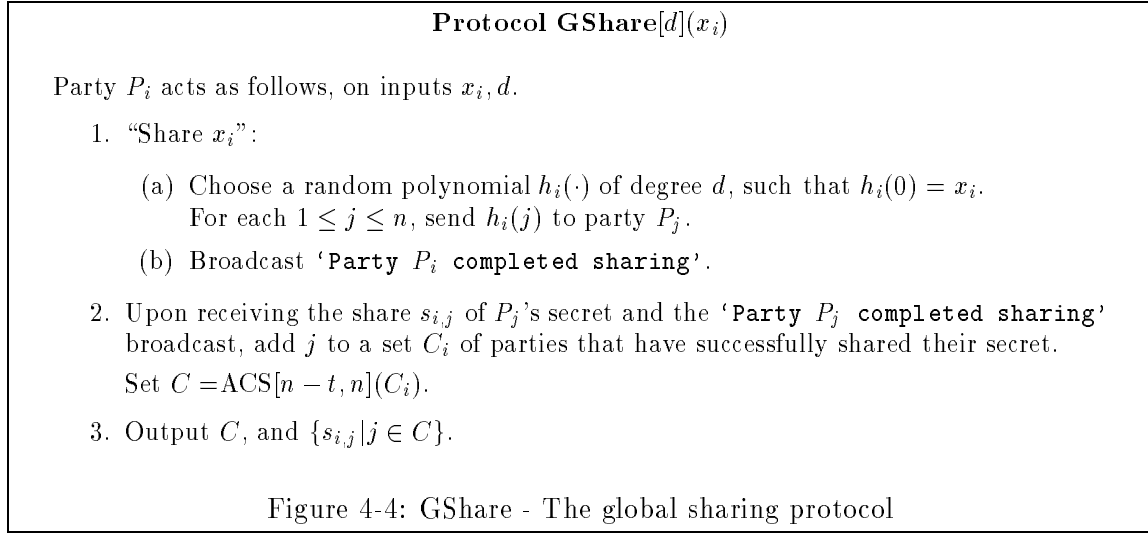 Protocol GShare[d](x_i)
Party P_i acts as follows, on inputs x_i, d.
1. “Share x_i”:
(a) Choose a random polynomial h_i(·) of degree d, such that h_i(0) = x_i.
For each 1 ≤ j ≤ n, send h_i(j) to party P_j.
(b) Broadcast ‘Party P_i completed sharing’.
2. Upon receiving the share s_{i,j} of P_j's secret and the ‘Party P_j completed sharing’
broadcast, add j to a set C_i of parties that have successfully shared their secret.
Set C =ACS[n − t, n](C_i).
3. Output C, and {s_{i,j}|j ∈ C}.
Figure 4-4: GShare - The global sharing protocol